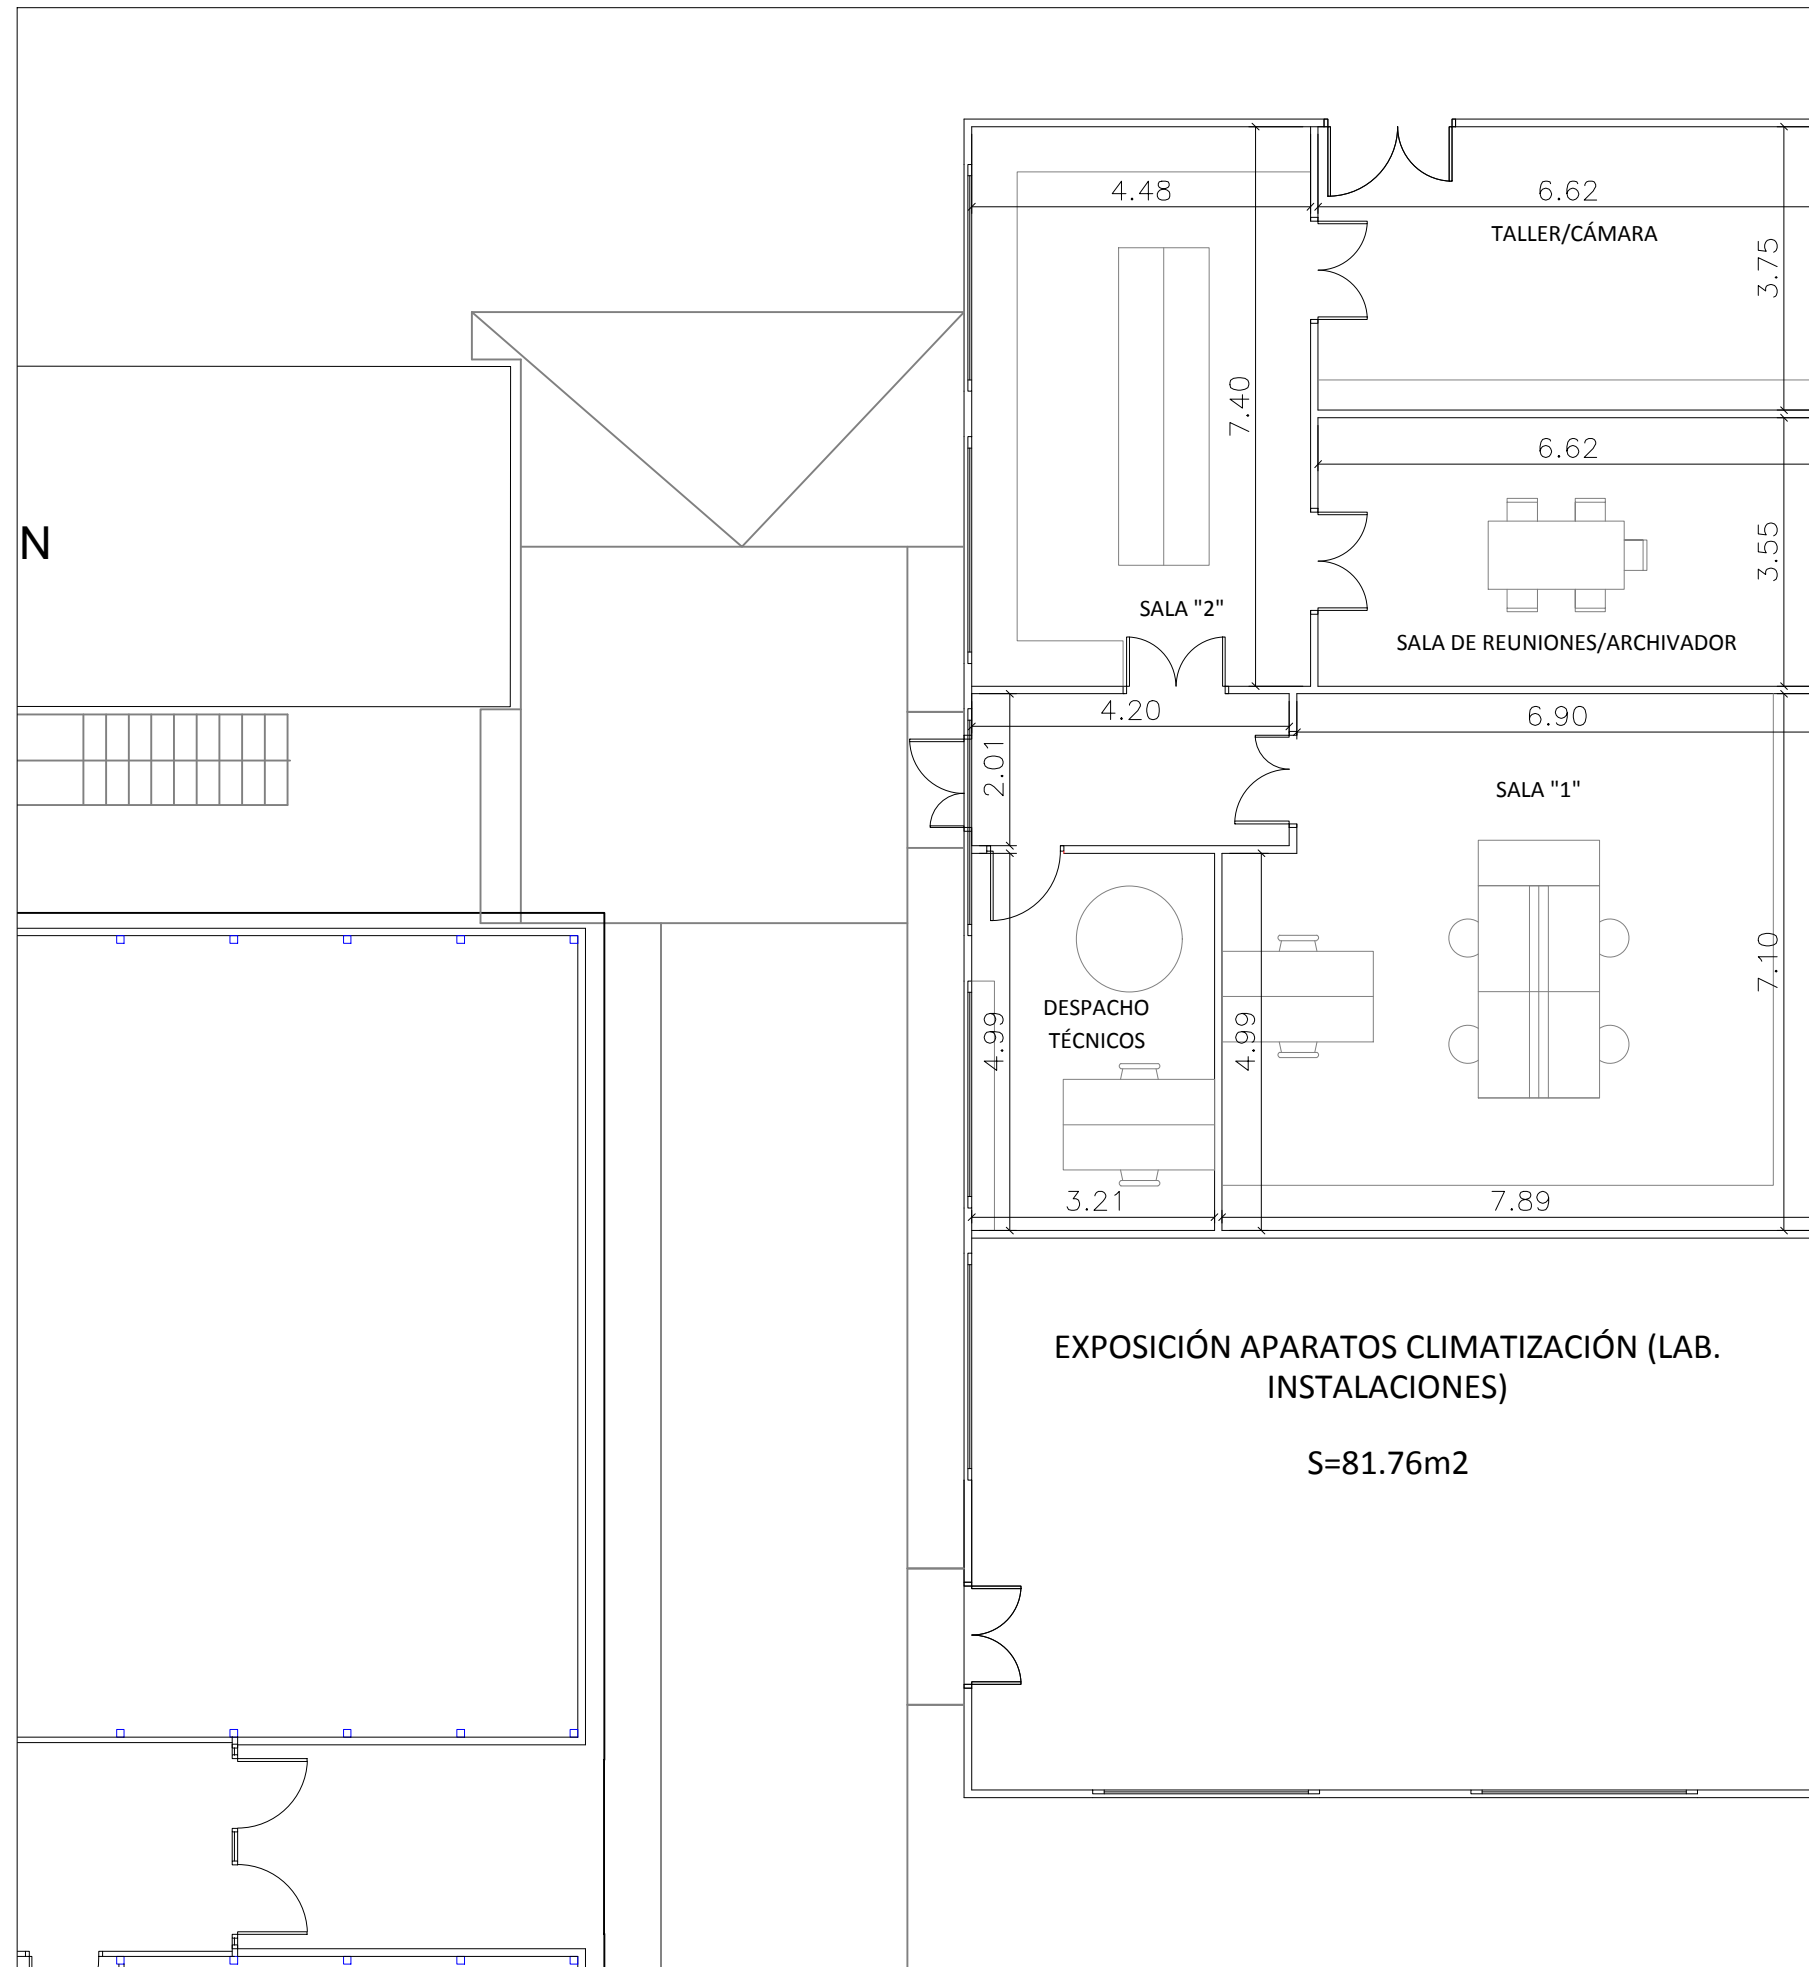 4.48
6.62
TALLER/CÁMARA
3.75
7.40
6.62
N
3.55
SALA "2"
SALA DE REUNIONES/ARCHIVADOR
4.20
6.90
2.01
SALA "1"
7.10
DESPACHO
TÉCNICOS
4.99
4.99
3.21
7.89
EXPOSICIÓN APARATOS CLIMATIZACIÓN (LAB.
INSTALACIONES)
S=81.76m2